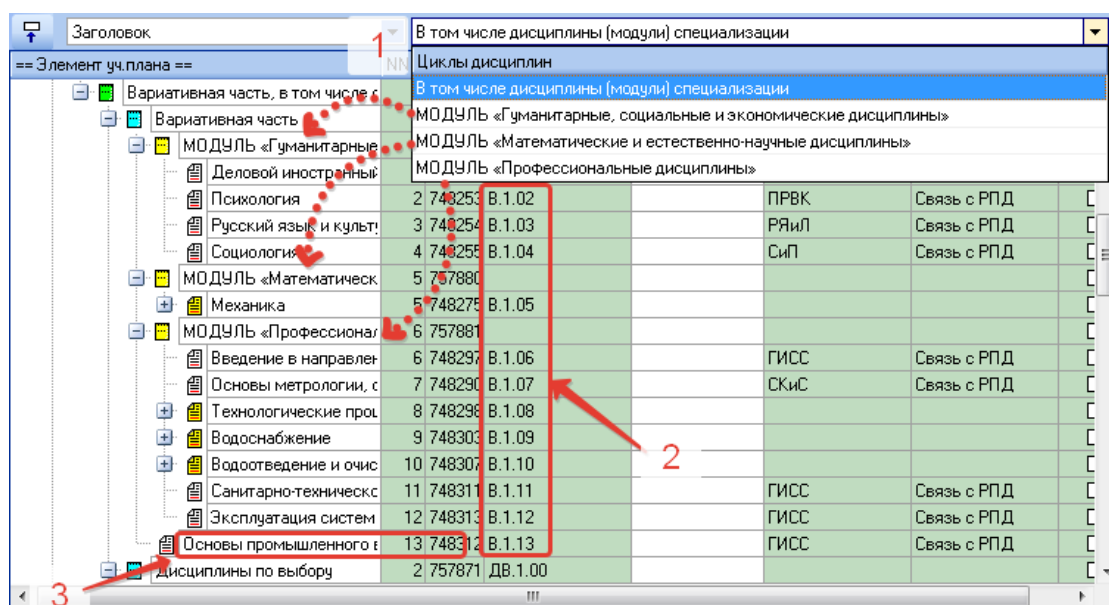 Заголовок
В том числе дисциплины (модули) специализации
1
== Элемент уч.плана ==
NN
Циклы дисциплин
Вариативная часть, в том числе
В том числе дисциплины (модули) специализации
Вариативная часть
МОДУЛЬ «Гуманитарные, социальные и экономические дисциплины»
МОДУЛЬ «Гуманитарные
МОДУЛЬ «Математические и естественно-научные дисциплины»
Деловой иностранный
МОДУЛЬ «Профессиональные дисциплины»
Психология 2 748253 В.1.02 ПРВК Связь с РПД
Русский язык и культу 3 748254 В.1.03 РЯиЛ Связь с РПД
Социология 4 748255 В.1.04 СиП Связь с РПД
МОДУЛЬ «Математическ 5 757880
Механика 5 748275 В.1.05
МОДУЛЬ «Профессионал 6 757881
Введение в направлен 6 748297 В.1.06 ГИСС Связь с РПД
Основы метрологии, с 7 748290 В.1.07 СКиС Связь с РПД
Технологические проц 8 748298 В.1.08
Водоснабжение 9 748303 В.1.09
2
Водоотведение и очис 10 748307 В.1.10
Санитарно-техническо 11 748311 В.1.11 ГИСС Связь с РПД
Эксплуатация систем 12 748313 В.1.12 ГИСС Связь с РПД
Основы промышленного в 13 748312 В.1.13 ГИСС Связь с РПД
Дисциплины по выбору 2 757871 ДВ.1.00
3